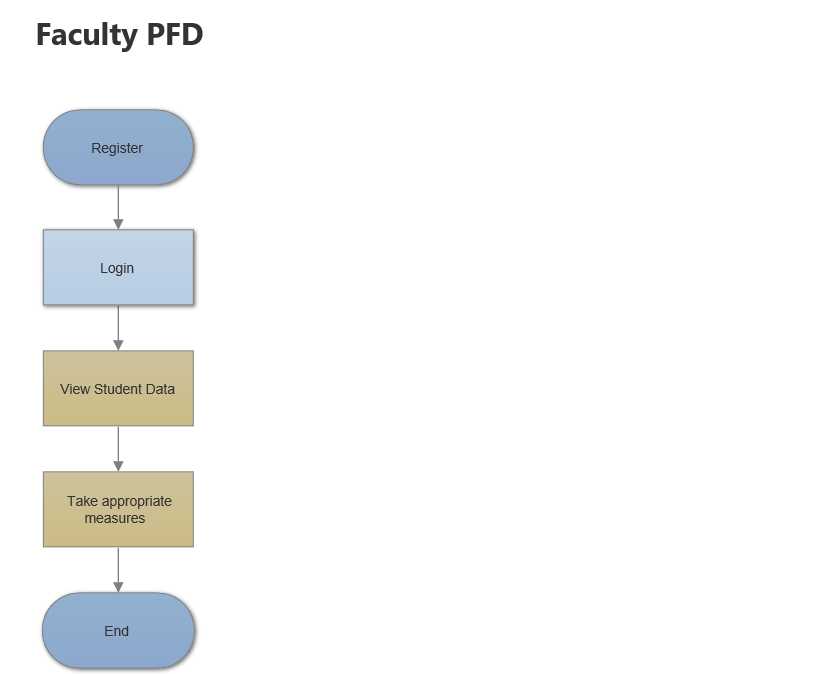 Faculty PFD
Register
Login
View Student Data
Take appropriate
measures
End